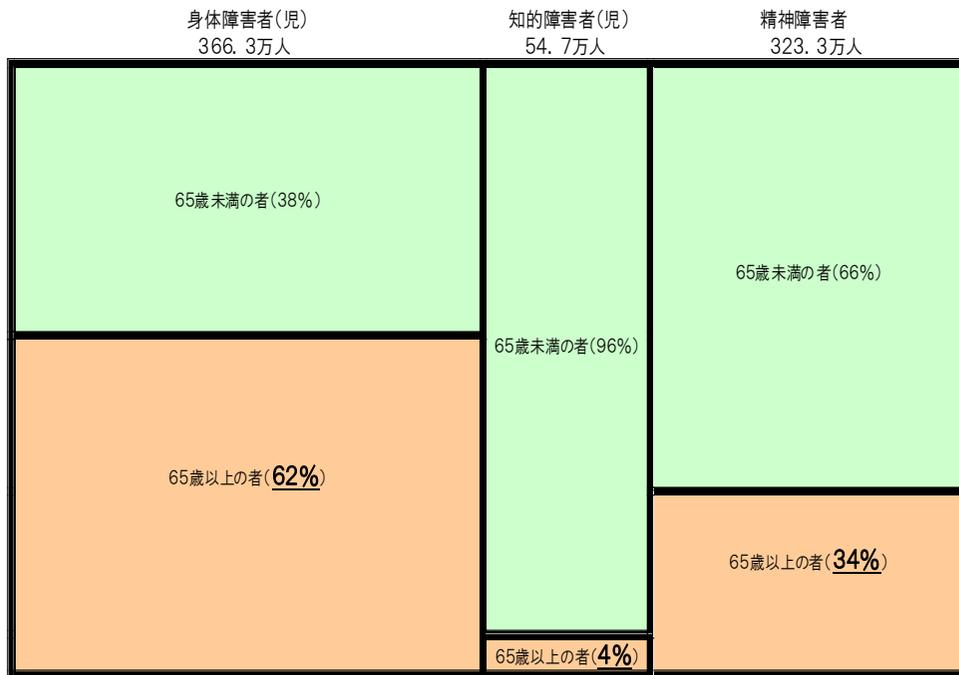 身体障害者(児)
366. 3万人
知的障害者(児)
54. 7万人
精神障害者
323. 3万人
65歳未満の者(38%)
65歳以上の者(62%)
65歳未満の者(96%)
65歳以上の者(4%)
65歳未満の者(66%)
65歳以上の者(34%)